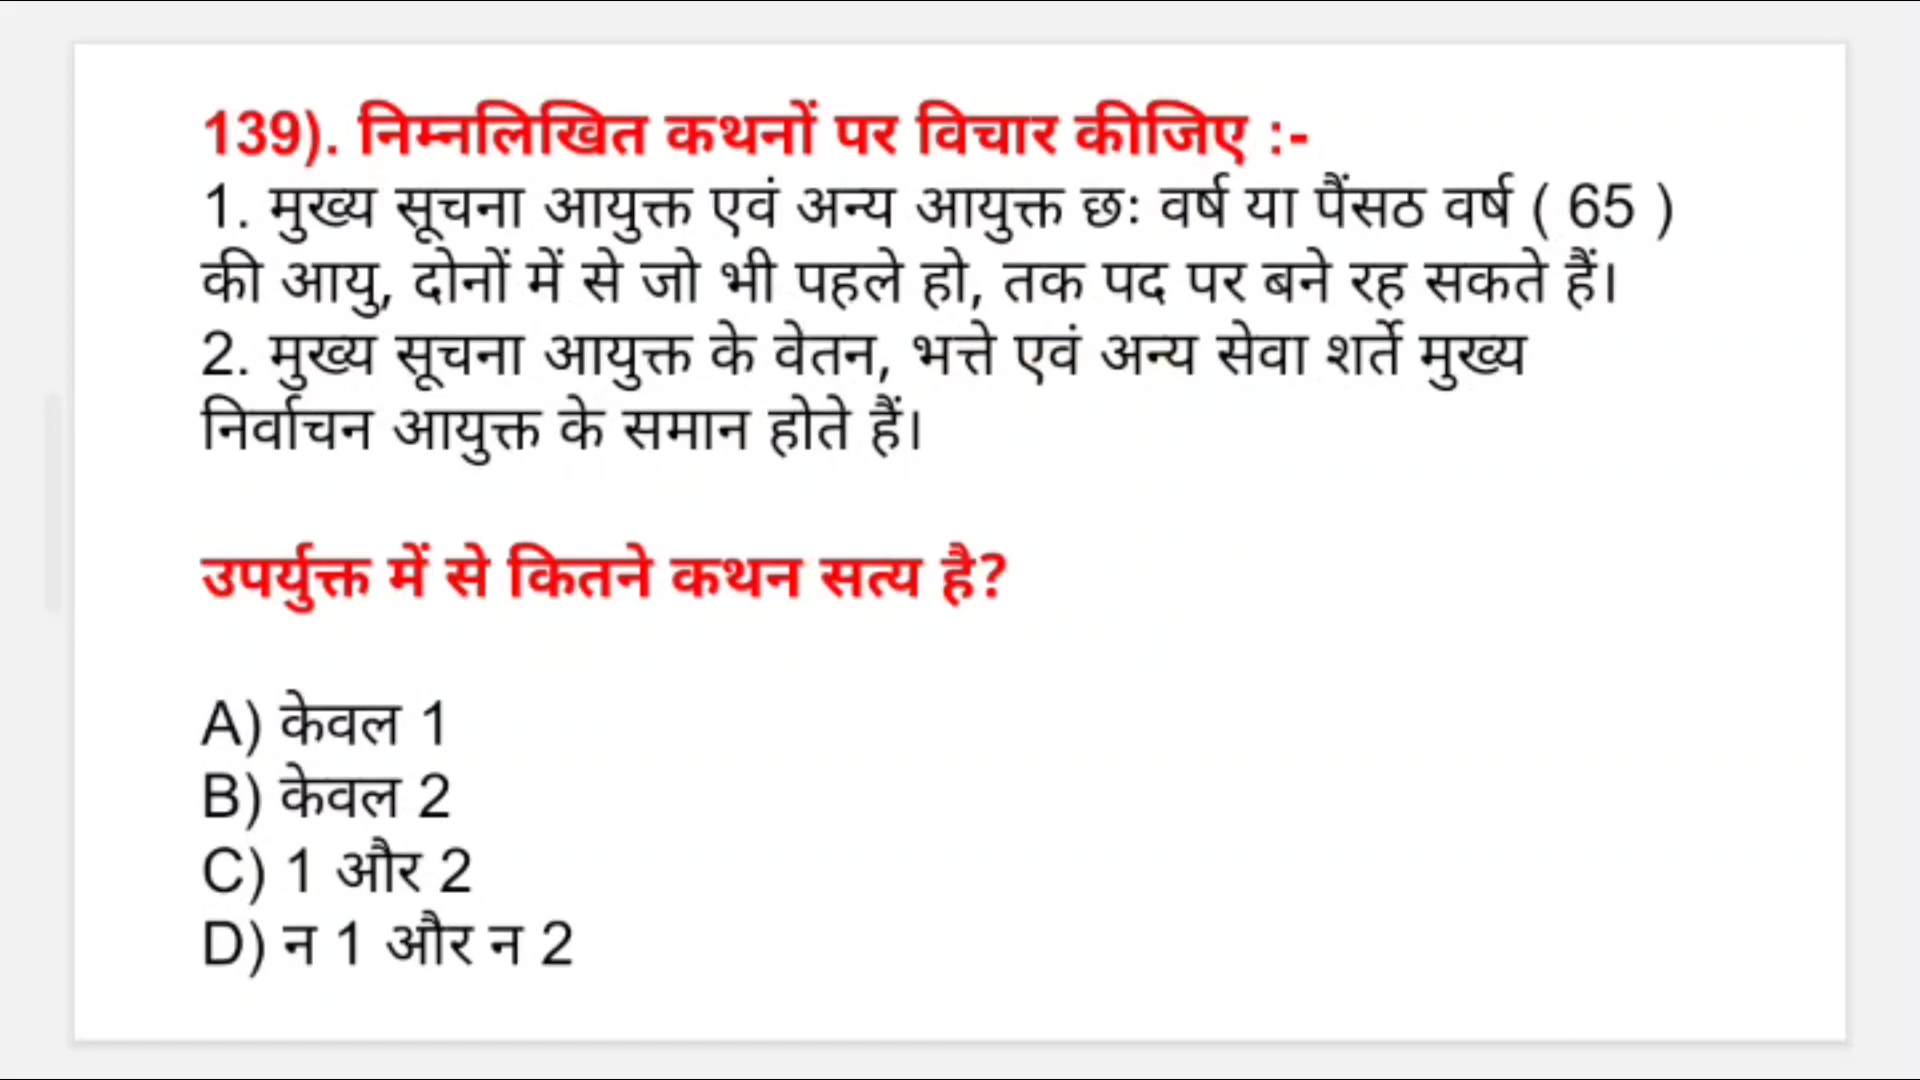 139). निम्नलिखित कथनों पर विचार कीजिए :-
1. मुख्य सूचना आयुक्त एवं अन्य आयुक्त छः वर्ष या पैंसठ वर्ष ( 65 )
की आयु, दोनों में से जो भी पहले हो, तक पद पर बने रह सकते हैं।
2. मुख्य सूचना आयुक्त के वेतन, भत्ते एवं अन्य सेवा शर्ते मुख्य
निर्वाचन आयुक्त के समान होते हैं।
उपर्युक्त में से कितने कथन सत्य है?
A) केवल 1
B) केवल 2
C) 1 और 2
D) न 1 और न 2